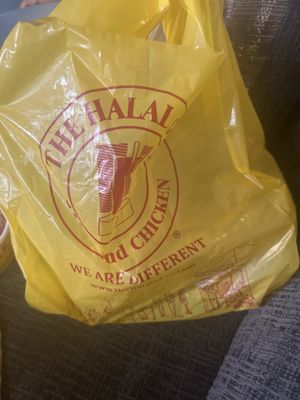 THE HALAL
and CHICKEN
®
WE ARE DIFFERENT